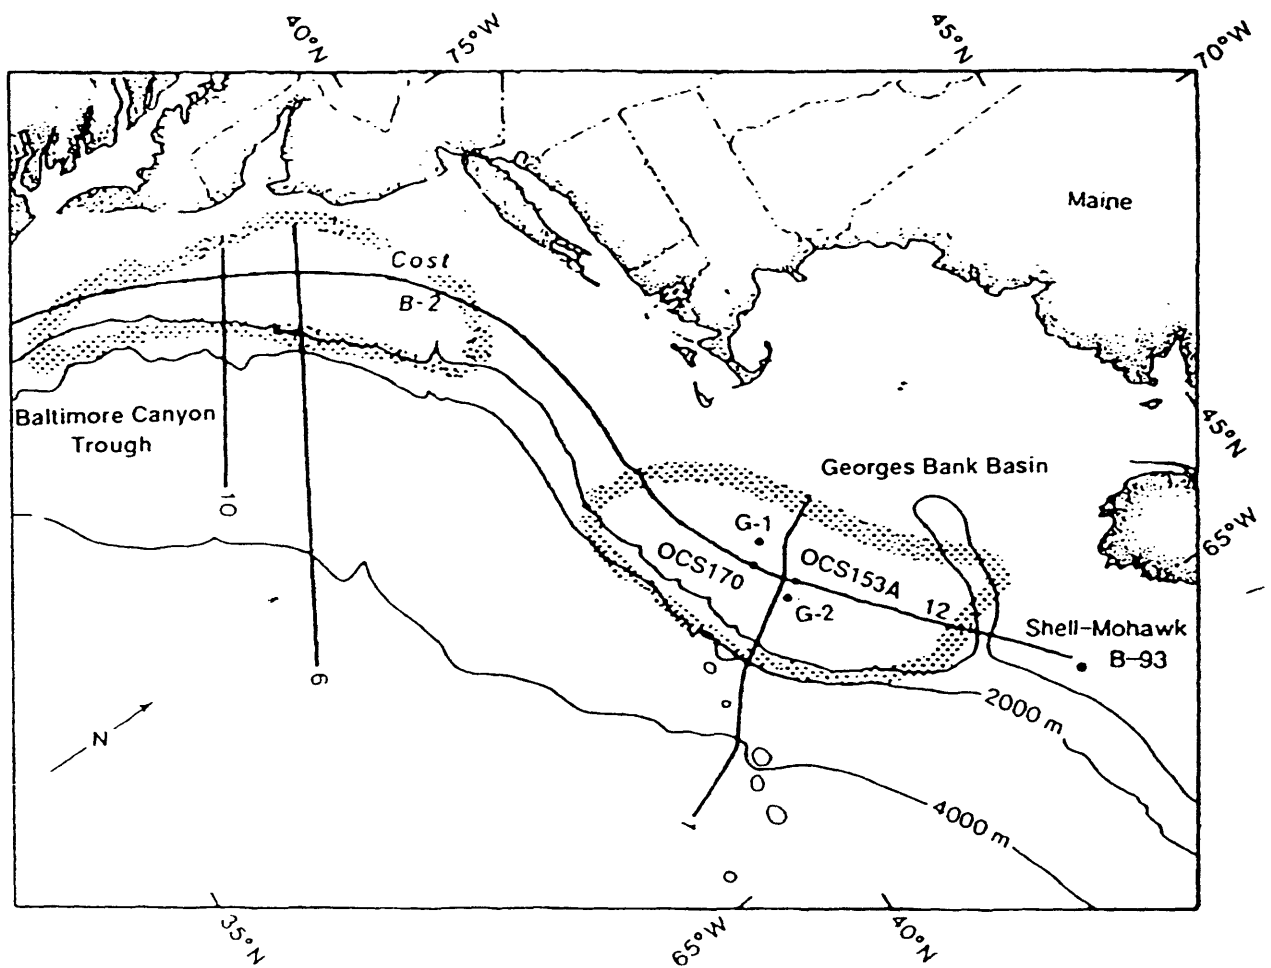 40°N
75°W
45°N
70°W
Maine
Cost
B-2
Baltimore Canyon
Trough
45°N
Georges Bank Basin
10
G-1
65°W
OCS170
OCS153A
12
G-2
Shell-Mohawk
B-93
6
2000 m
N
1
4000 m
35°N
65°W
40°N